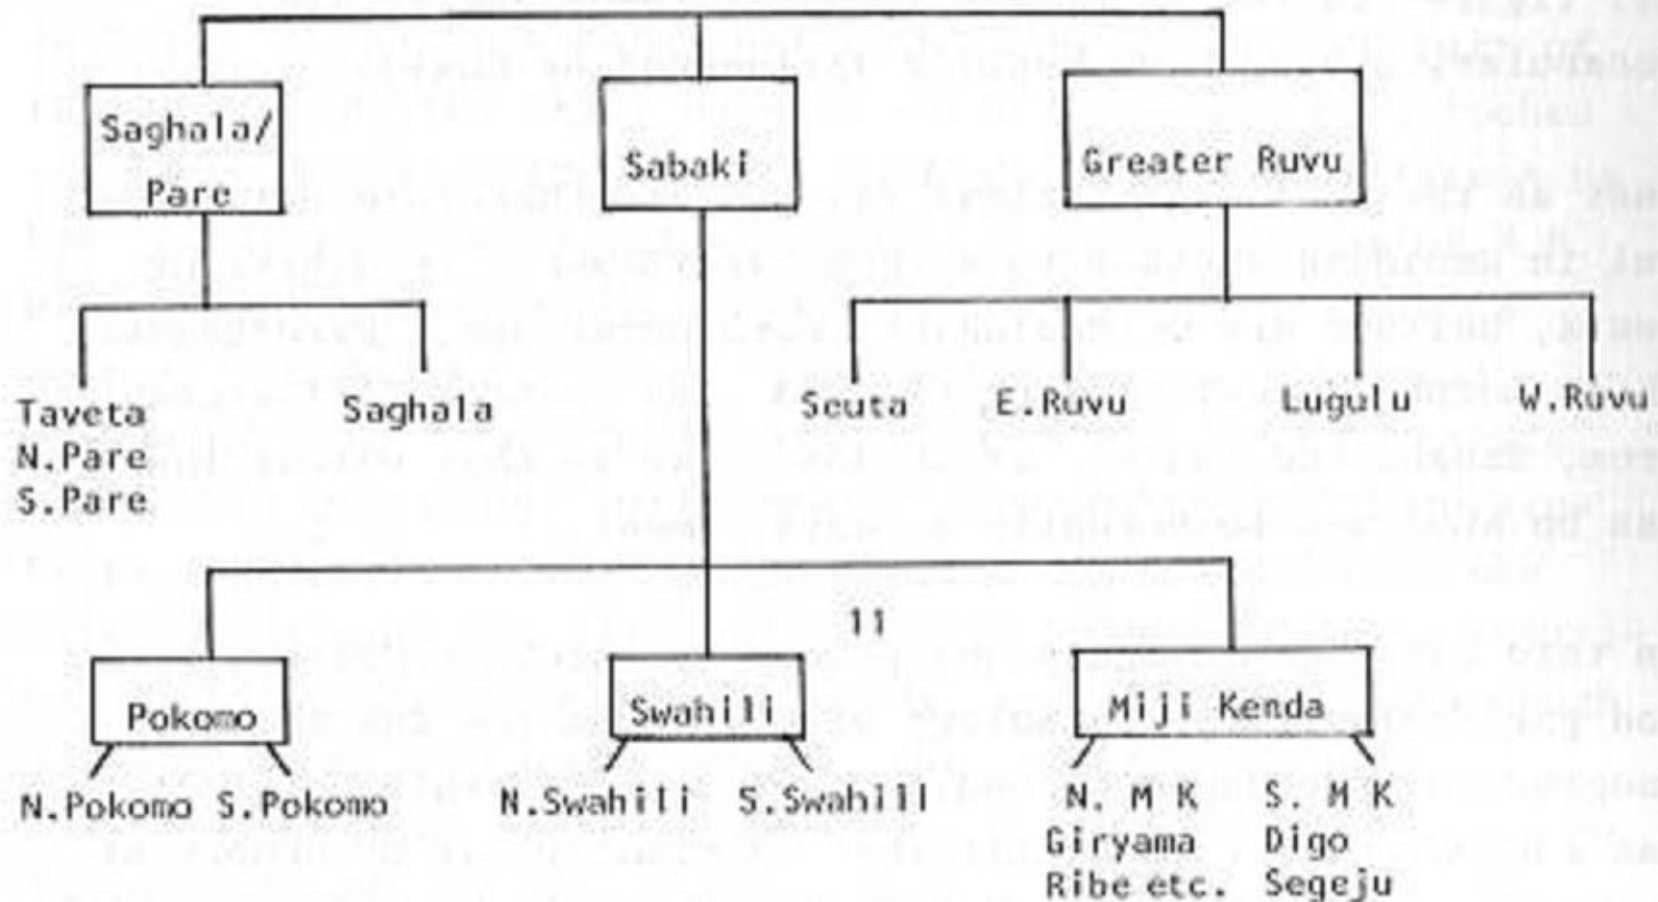 Saghala/
Pare
Sabaki
Greater Ruvu
Taveta
N.Pare
S.Pare
Saghala
Seuta
E.Ruvu
Lugulu
W.Ruvu
11
Pokomo
Swahili
Miji Kenda
N.Pokomo S.Pokomo
N.Swahili S.Swahili
N. M K S. M K
Giryama Digo
Ribe etc. Segeju